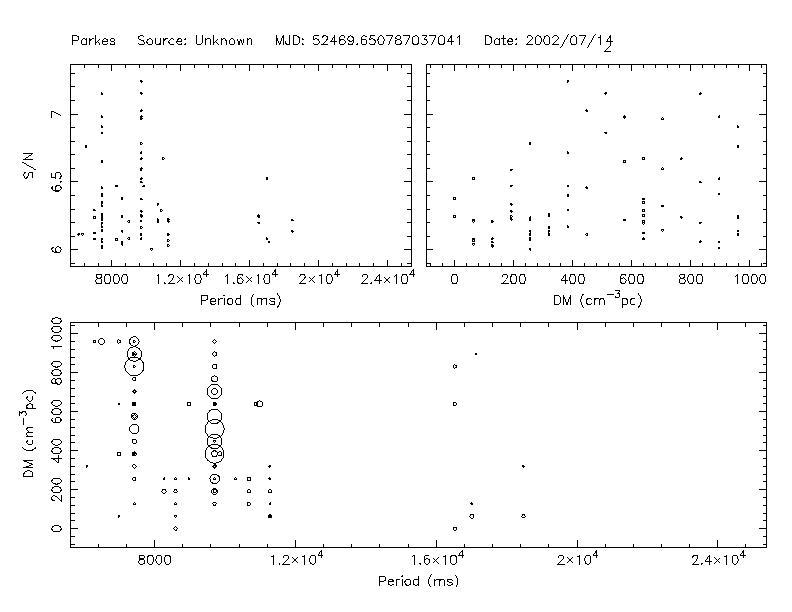 Parkes Source: Unknown MJD: 52469.650787037041 Date: 2002/07/14
2
S/N
7
6.5
6
8000 1.2×10⁴ 1.6×10⁴ 2×10⁴ 2.4×10⁴
Period (ms)
0 200 400 600 800 1000
DM (cm⁻³pc)
DM (cm⁻³pc)
1000
800
600
400
200
0
8000 1.2×10⁴ 1.6×10⁴ 2×10⁴ 2.4×10⁴
Period (ms)